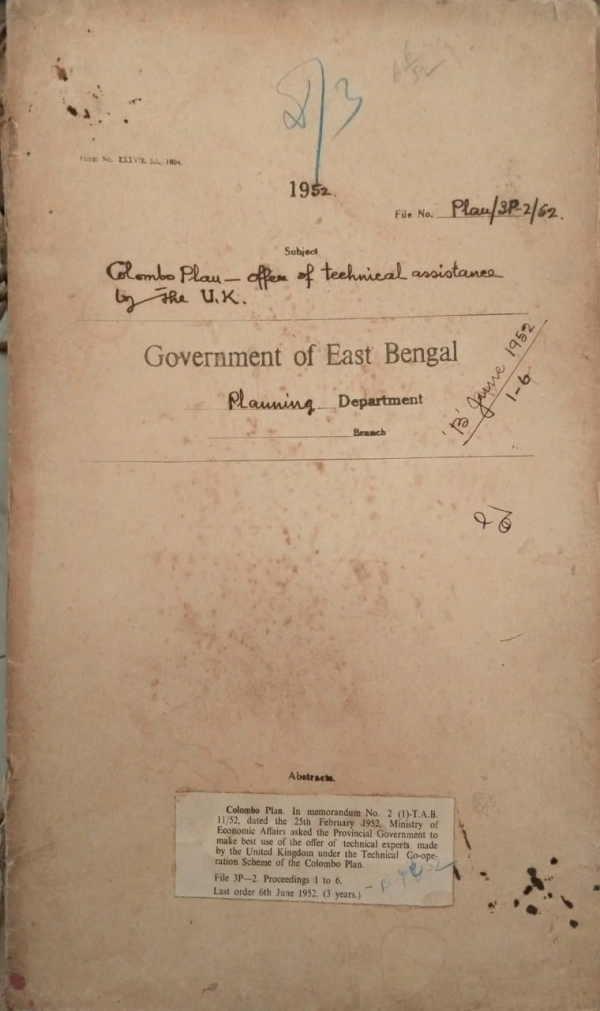 Form No. XXXVIII,
1952.
File No. Plan/3P-2/52.
Subject
Colombo Plan — offer of technical assistance
by the U.K.
Government of East Bengal
Planning Department
Branch
'B' June 1952
1-6
Abstracts.
Colombo Plan. In memorandum No. 2 (1)-T.A.B.
11/52, dated the 25th February 1952, Ministry of
Economic Affairs asked the Provincial Government to
make best use of the offer of technical experts made
by the United Kingdom under the Technical Co-ope-
ration Scheme of the Colombo Plan.
File 3P—2. Proceedings 1 to 6.
Last order 6th June 1952. (3 years.)